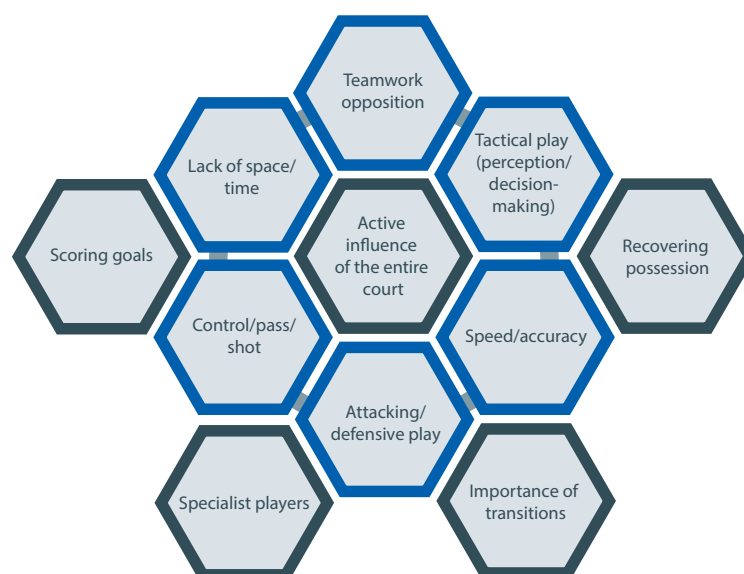 Teamwork
opposition
Lack of space/
time
Tactical play
(perception/
decision-
making)
Scoring goals
Active
influence
of the entire
court
Recovering
possession
Control/pass/
shot
Speed/accuracy
Attacking/
defensive play
Specialist players
Importance of
transitions